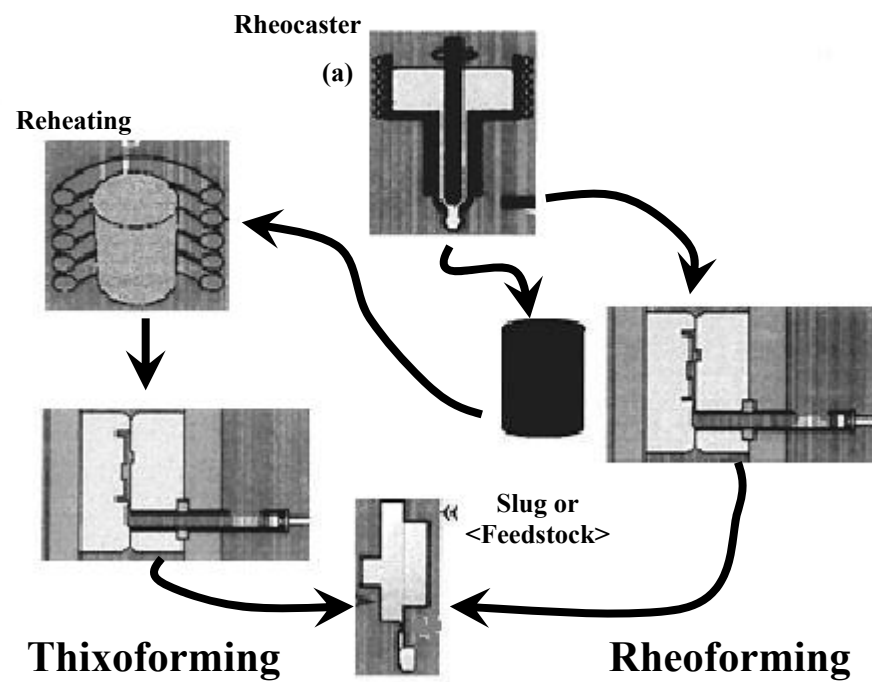 Rheocaster
(a)
Reheating
Slug or
<Feedstock>
Thixoforming
Rheoforming